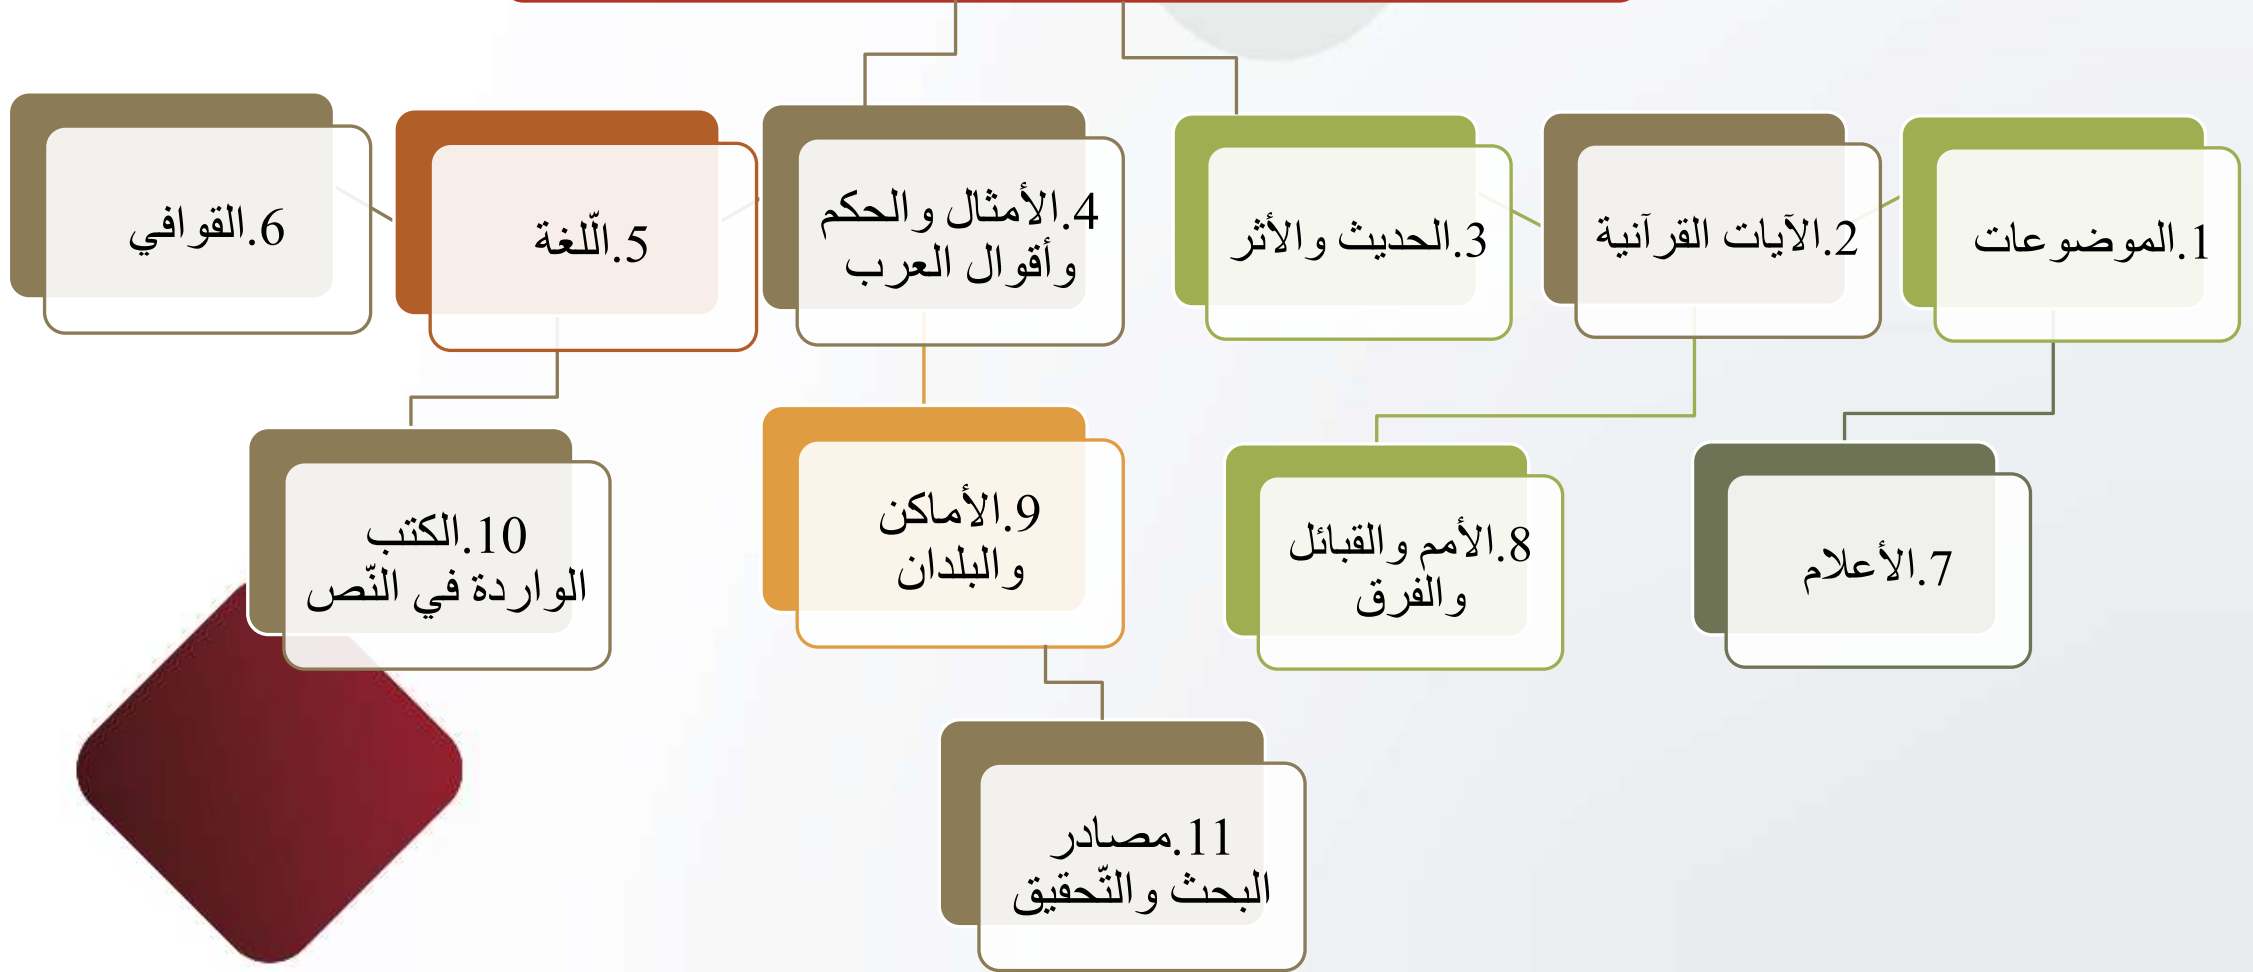 1.الموضوعات
2.الآيات القرآنية
3.الحديث والأثر
4.الأمثال والحكم
وأقوال العرب
5.اللّغة
6.القوافي
7.الأعلام
8.الأمم والقبائل
والفرق
9.الأماكن
والبلدان
10.الكتب
الواردة في النّص
11.مصادر
البحث والتّحقيق